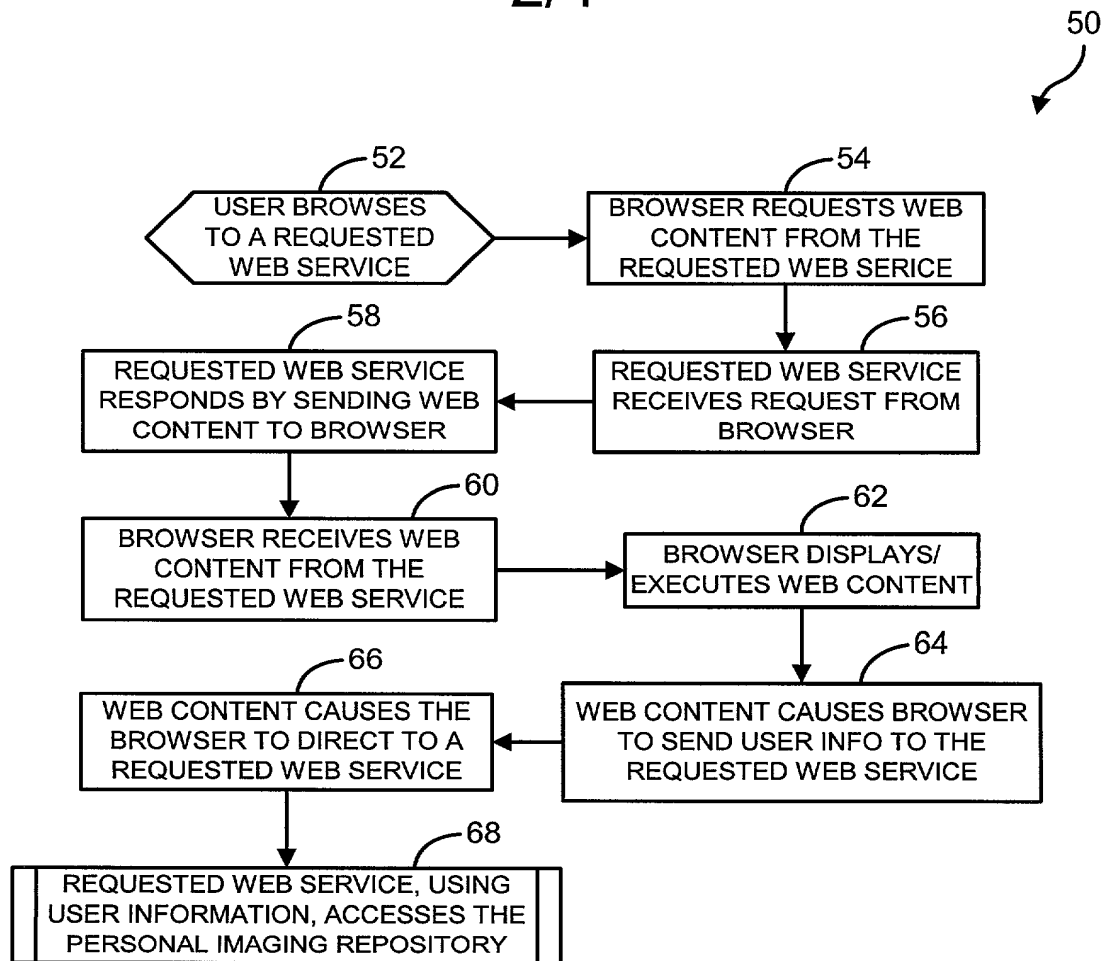 50
52
USER BROWSES
TO A REQUESTED
WEB SERVICE
54
BROWSER REQUESTS WEB
CONTENT FROM THE
REQUESTED WEB SERICE
56
REQUESTED WEB SERVICE
RECEIVES REQUEST FROM
BROWSER
58
REQUESTED WEB SERVICE
RESPONDS BY SENDING WEB
CONTENT TO BROWSER
60
BROWSER RECEIVES WEB
CONTENT FROM THE
REQUESTED WEB SERVICE
62
BROWSER DISPLAYS/
EXECUTES WEB CONTENT
64
WEB CONTENT CAUSES BROWSER
TO SEND USER INFO TO THE
REQUESTED WEB SERVICE
66
WEB CONTENT CAUSES THE
BROWSER TO DIRECT TO A
REQUESTED WEB SERVICE
68
REQUESTED WEB SERVICE, USING
USER INFORMATION, ACCESSES THE
PERSONAL IMAGING REPOSITORY